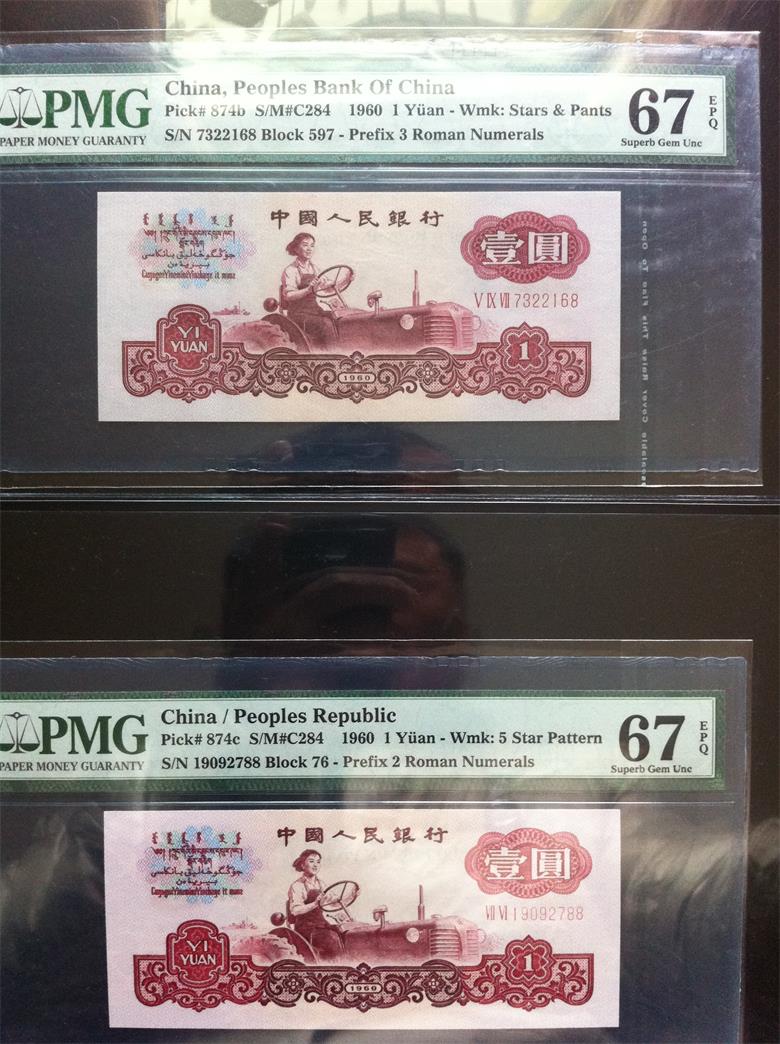 PMG
PAPER MONEY GUARANTY
China, Peoples Bank Of China
Pick# 874b S/M#C284 1960 1 Yüan - Wmk: Stars & Pants
S/N 7322168 Block 597 - Prefix 3 Roman Numerals
67
EPQ
Superb Gem Unc
中國人民銀行
壹圓
V IX VII 7322168
YI
YUAN
1
1960
PMG
PAPER MONEY GUARANTY
China / Peoples Republic
Pick# 874c S/M#C284 1960 1 Yüan - Wmk: 5 Star Pattern
S/N 19092788 Block 76 - Prefix 2 Roman Numerals
67
EPQ
Superb Gem Unc
中國人民銀行
壹圓
VII VI 19092788
YI
YUAN
1
1960